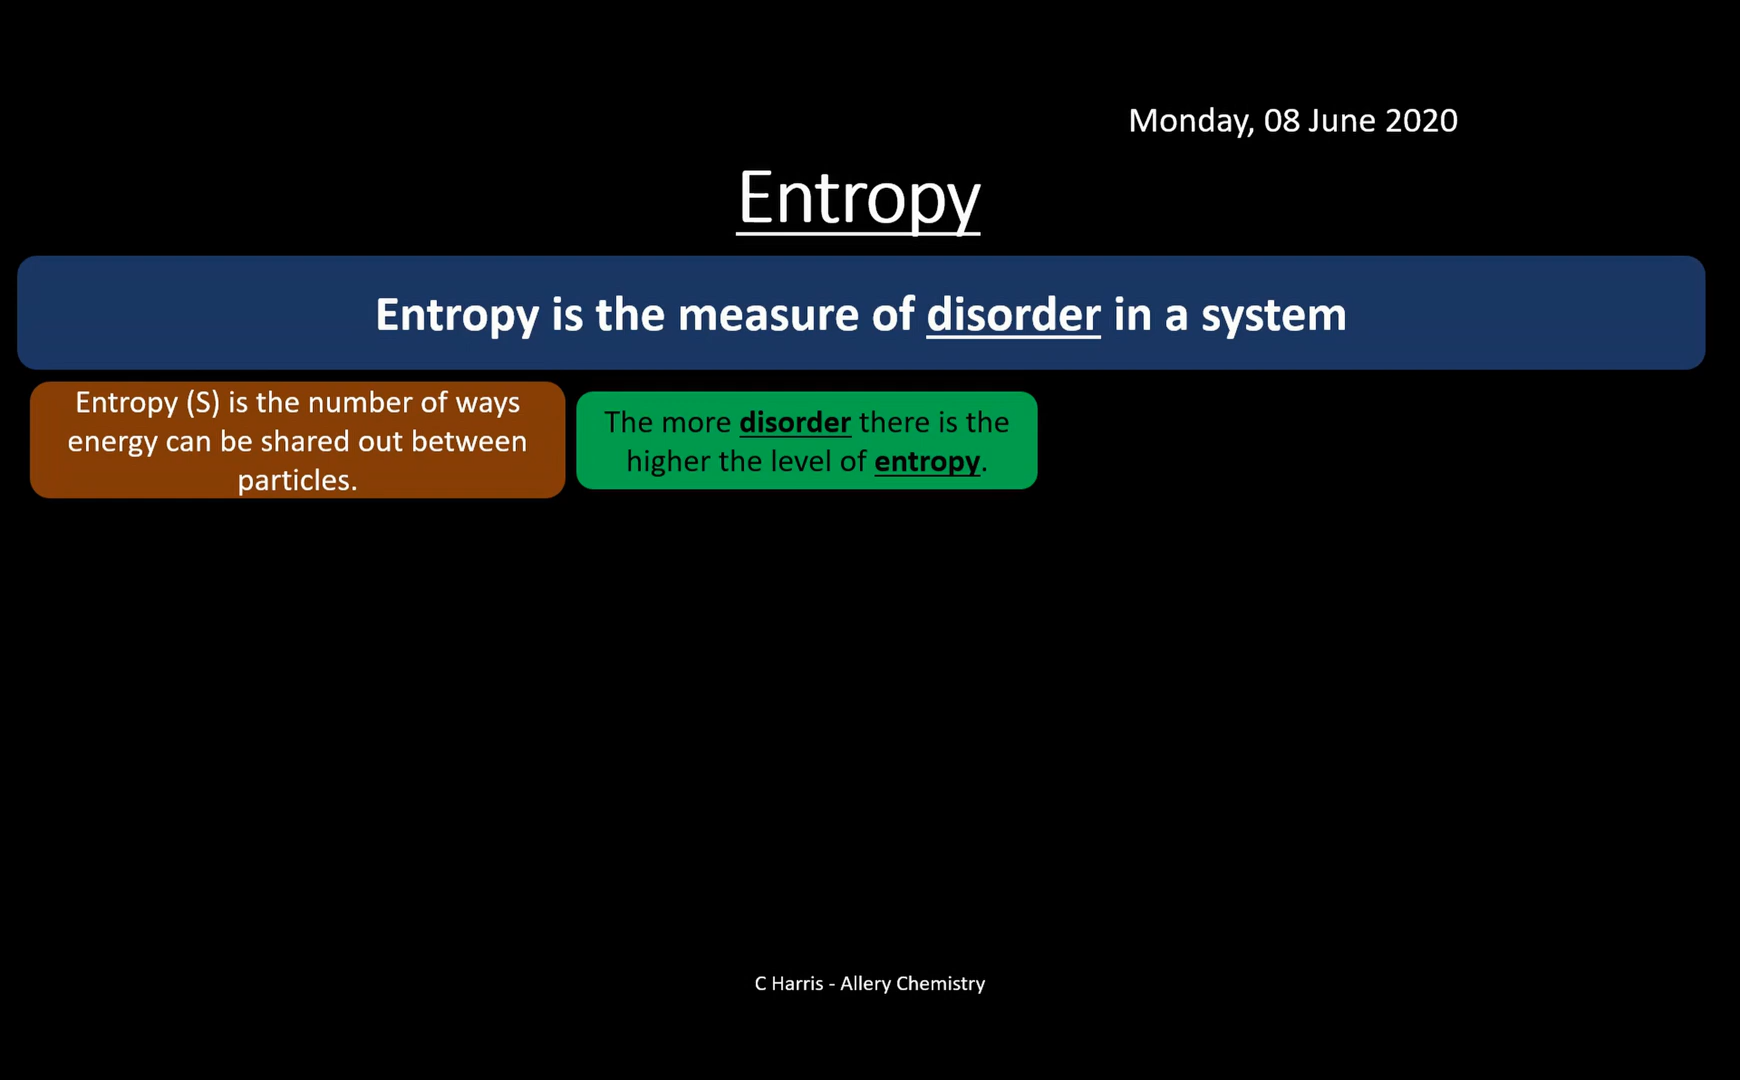 Monday, 08 June 2020
Entropy
Entropy is the measure of disorder in a system
Entropy (S) is the number of ways
energy can be shared out between
particles.
The more disorder there is the
higher the level of entropy.
C Harris - Allery Chemistry